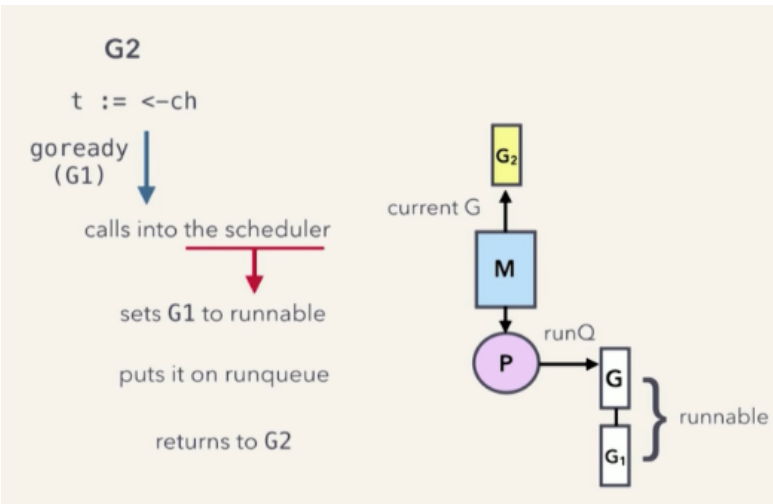 G2
t := <-ch
goready
(G1)
calls into the scheduler
sets G1 to runnable
puts it on runqueue
returns to G2
G₂
current G
M
runQ
P
G
runnable
G₁